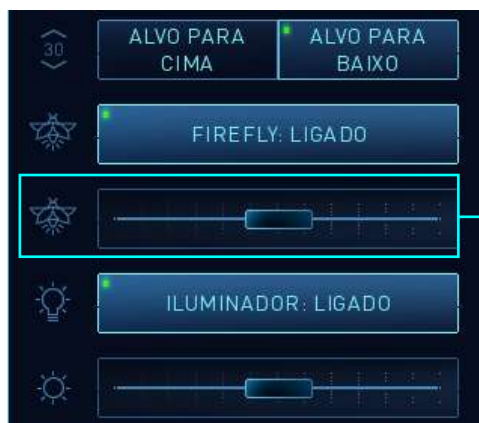 30
ALVO PARA CIMA
ALVO PARA BAIXO
FIREFLY: LIGADO
ILUMINADOR: LIGADO